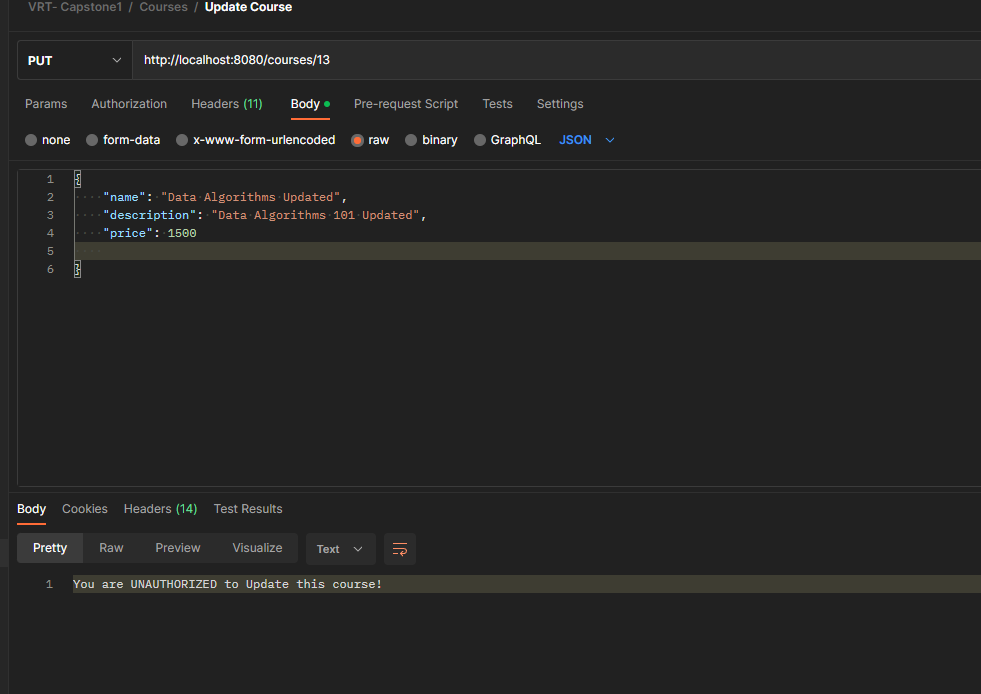 VRT- Capstone1 / Courses / Update Course
PUT http://localhost:8080/courses/13
Params Authorization Headers (11) Body Pre-request Script Tests Settings
none form-data x-www-form-urlencoded raw binary GraphQL JSON
1 {
2 "name": "Data Algorithms Updated",
3 "description": "Data Algorithms 101 Updated",
4 "price": 1500
5
6 }
Body Cookies Headers (14) Test Results
Pretty Raw Preview Visualize Text
1 You are UNAUTHORIZED to Update this course!